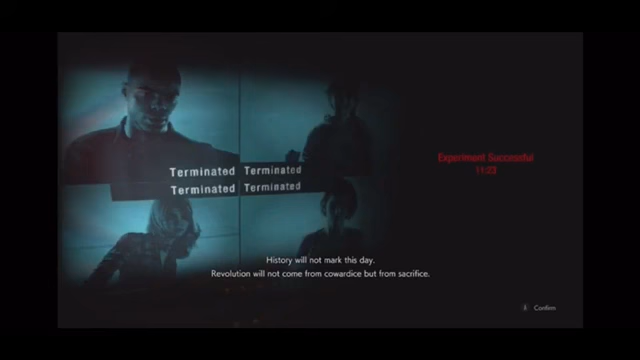 Terminated Terminated
Terminated Terminated
Experiment Successful
11:23
History will not mark this day.
Revolution will not come from cowardice but from sacrifice.
Confirm